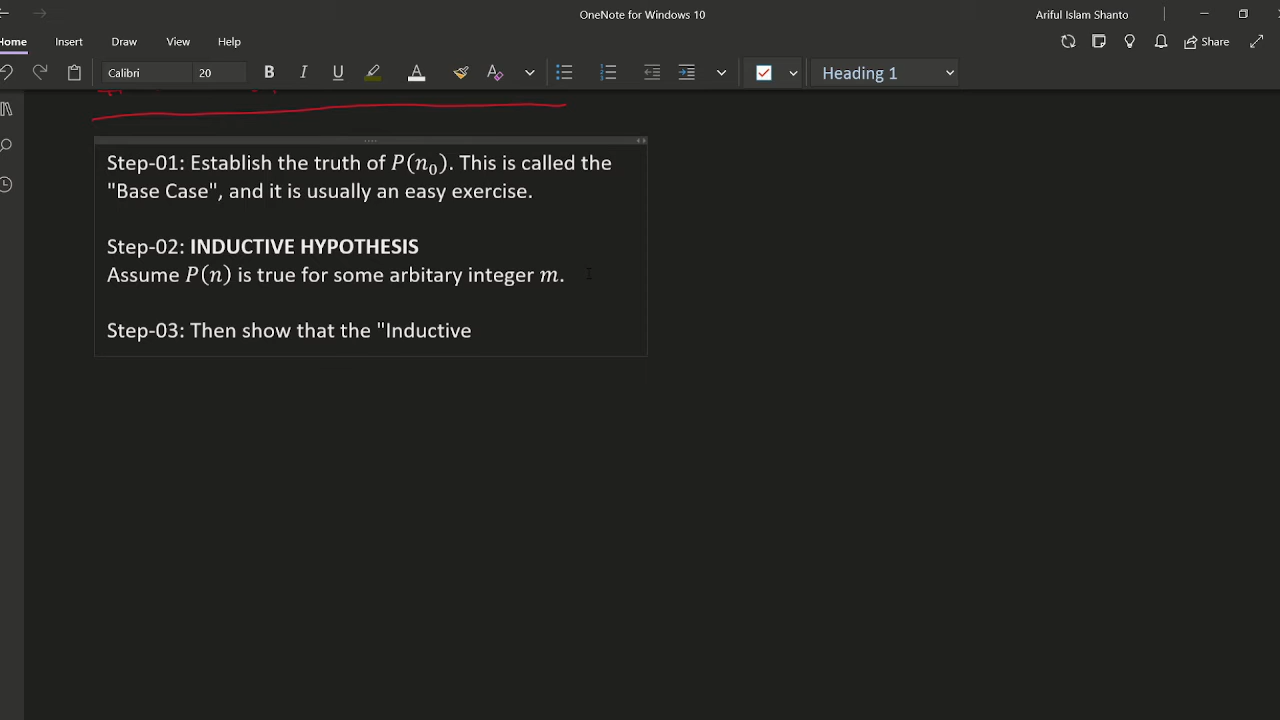 OneNote for Windows 10
Ariful Islam Shanto
Home Insert Draw View Help
Share
Calibri 20 B I U A A Heading 1
Step-01: Establish the truth of P(n₀). This is called the
"Base Case", and it is usually an easy exercise.
Step-02: INDUCTIVE HYPOTHESIS
Assume P(n) is true for some arbitary integer m.
Step-03: Then show that the "Inductive